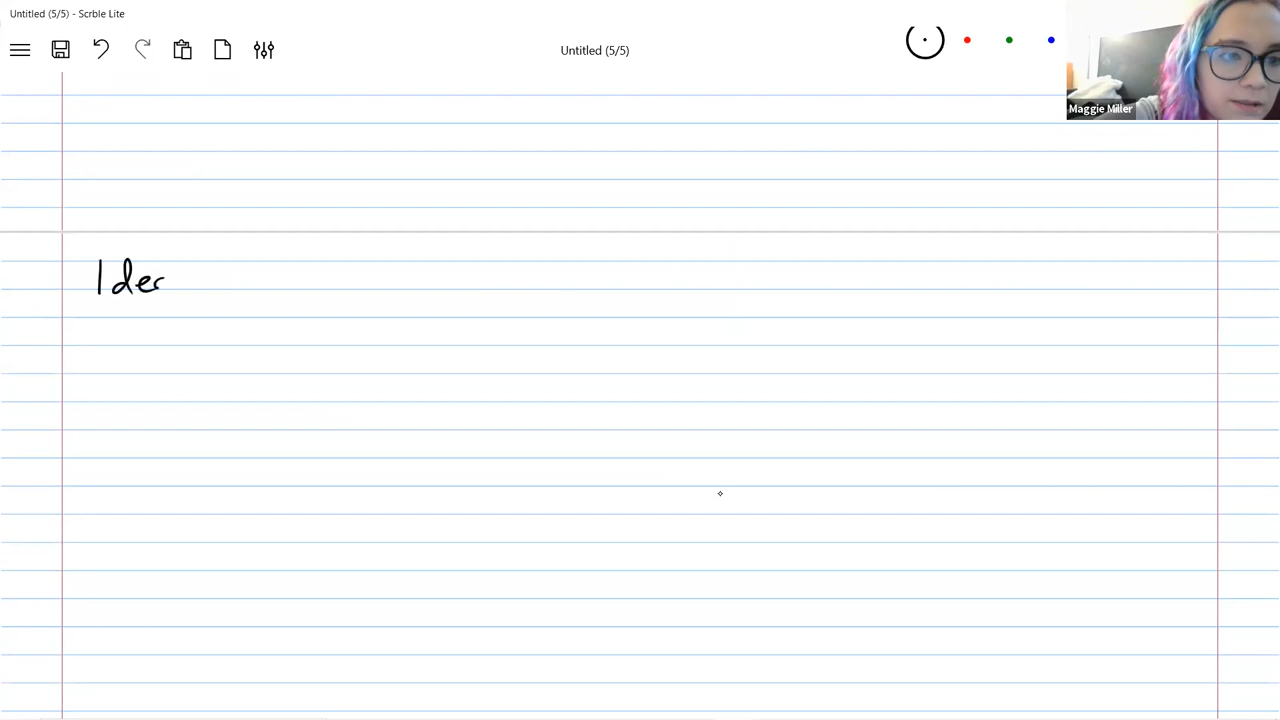 Untitled (5/5) - Scrble Lite
Untitled (5/5)
Maggie Miller
Ider